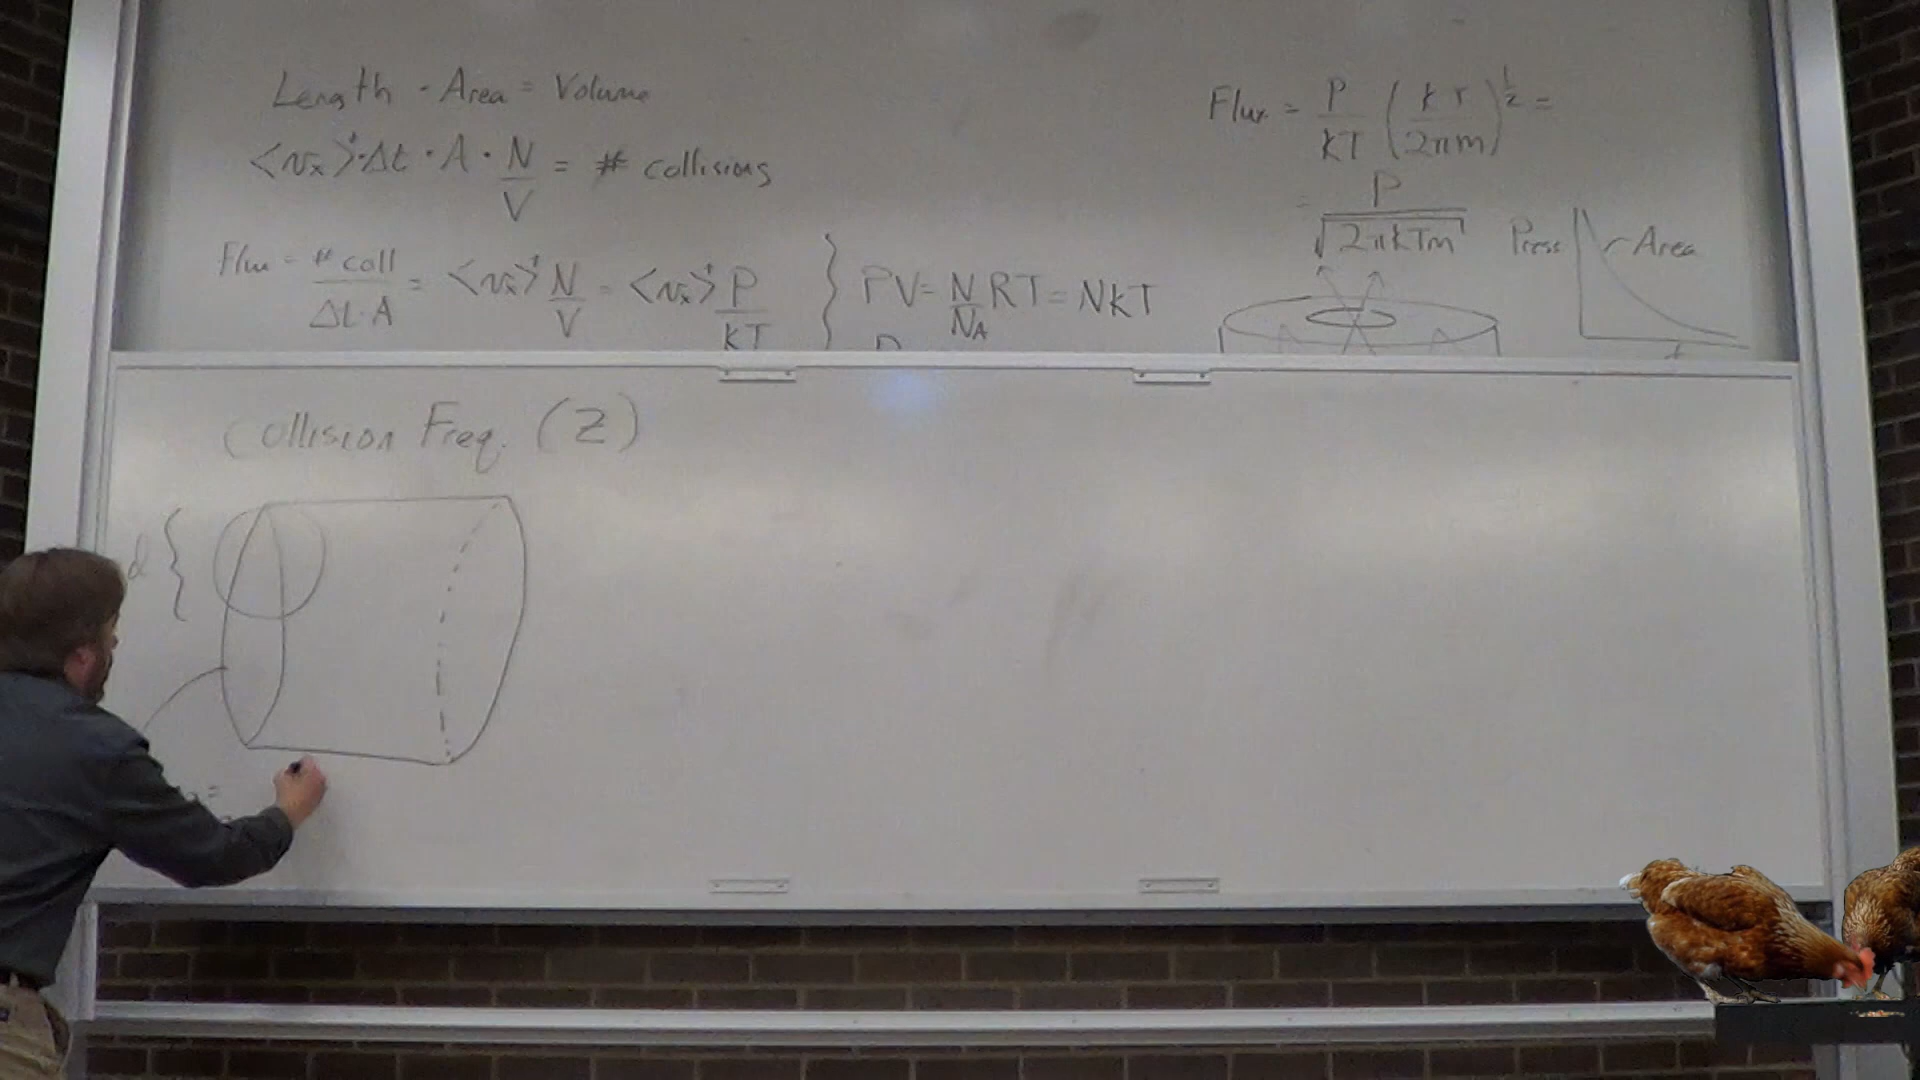 Length · Area = Volume
<vₓ>⁺·Δt · A · N/V = # collisions
Flux = # coll / Δt·A = <vₓ>⁺ N/V = <vₓ>⁺ P/kT } PV = N/N_A RT = NkT
Flux = P/kT (kT/2πm)^½ =
= P/√2πkTm
Press
Area
t
Collision Freq. (Z)
d {